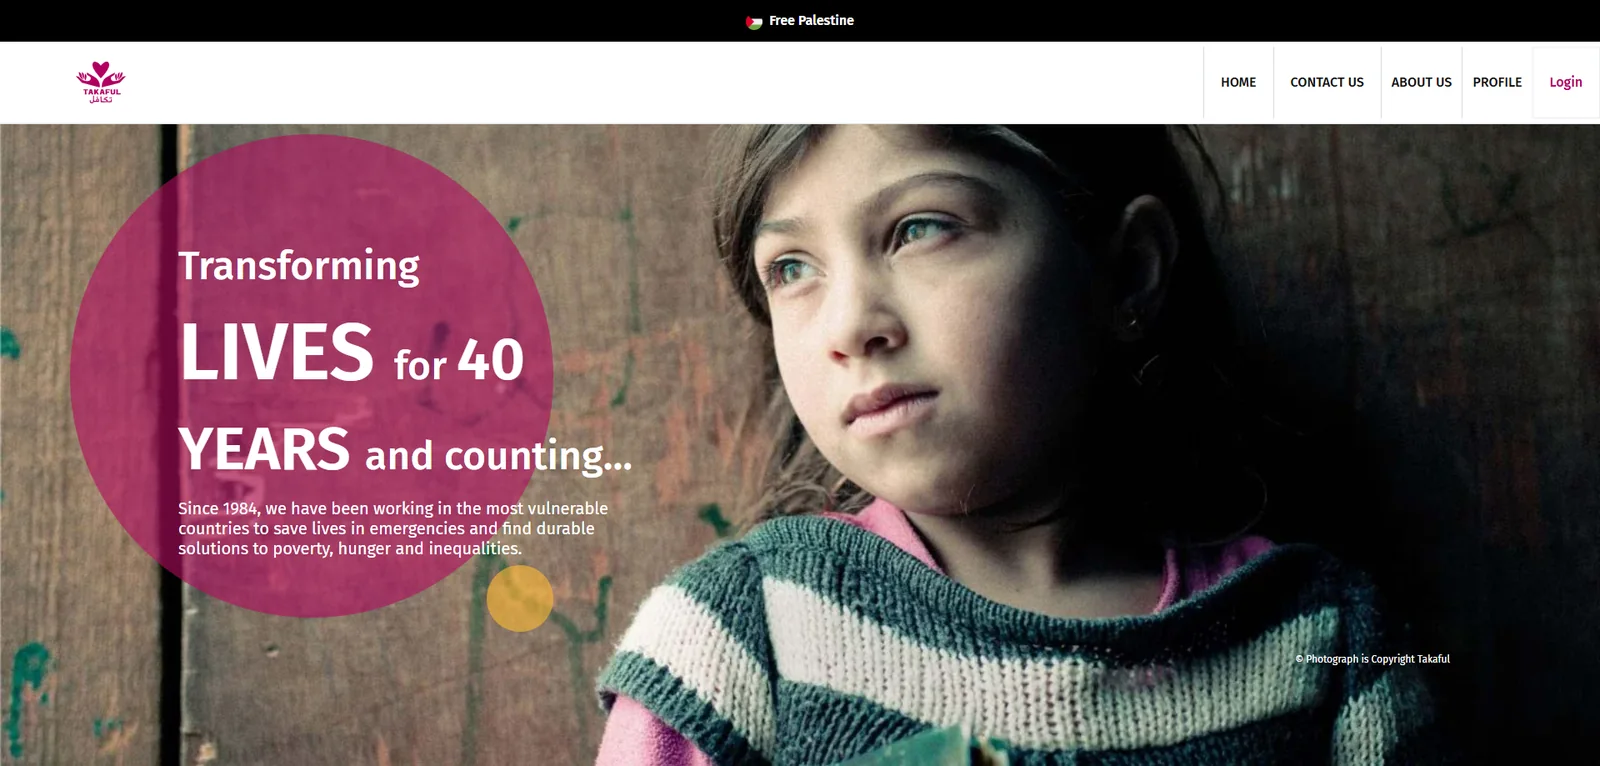 Free Palestine
TAKAFUL
تكافل
HOME
CONTACT US
ABOUT US
PROFILE
Login
Transforming
LIVES for 40
YEARS and counting...
Since 1984, we have been working in the most vulnerable
countries to save lives in emergencies and find durable
solutions to poverty, hunger and inequalities.
© Photograph is Copyright Takaful